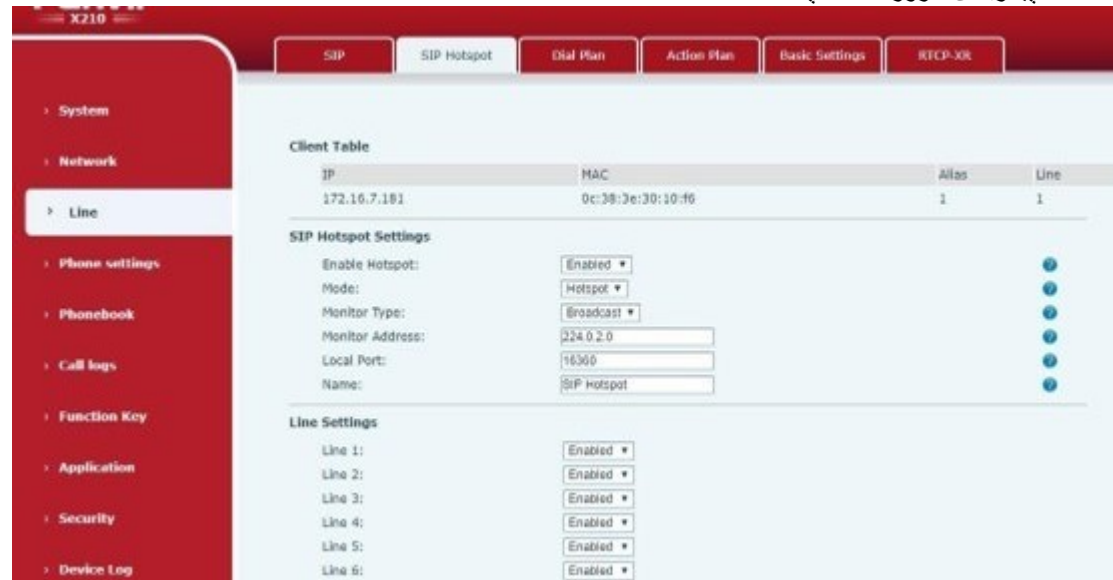 X210
SIP
SIP Hotspot
Dial Plan
Action Plan
Basic Settings
RTCP-XR
› System
› Network
› Line
› Phone settings
› Phonebook
› Call logs
› Function Key
› Application
› Security
› Device Log
Client Table
IP MAC Alias Line
172.16.7.181 0c:38:3e:30:10:f6 1 1
SIP Hotspot Settings
Enable Hotspot: Enabled
Mode: Hotspot
Monitor Type: Broadcast
Monitor Address: 224.0.2.0
Local Port: 16360
Name: SIP Hotspot
Line Settings
Line 1: Enabled
Line 2: Enabled
Line 3: Enabled
Line 4: Enabled
Line 5: Enabled
Line 6: Enabled